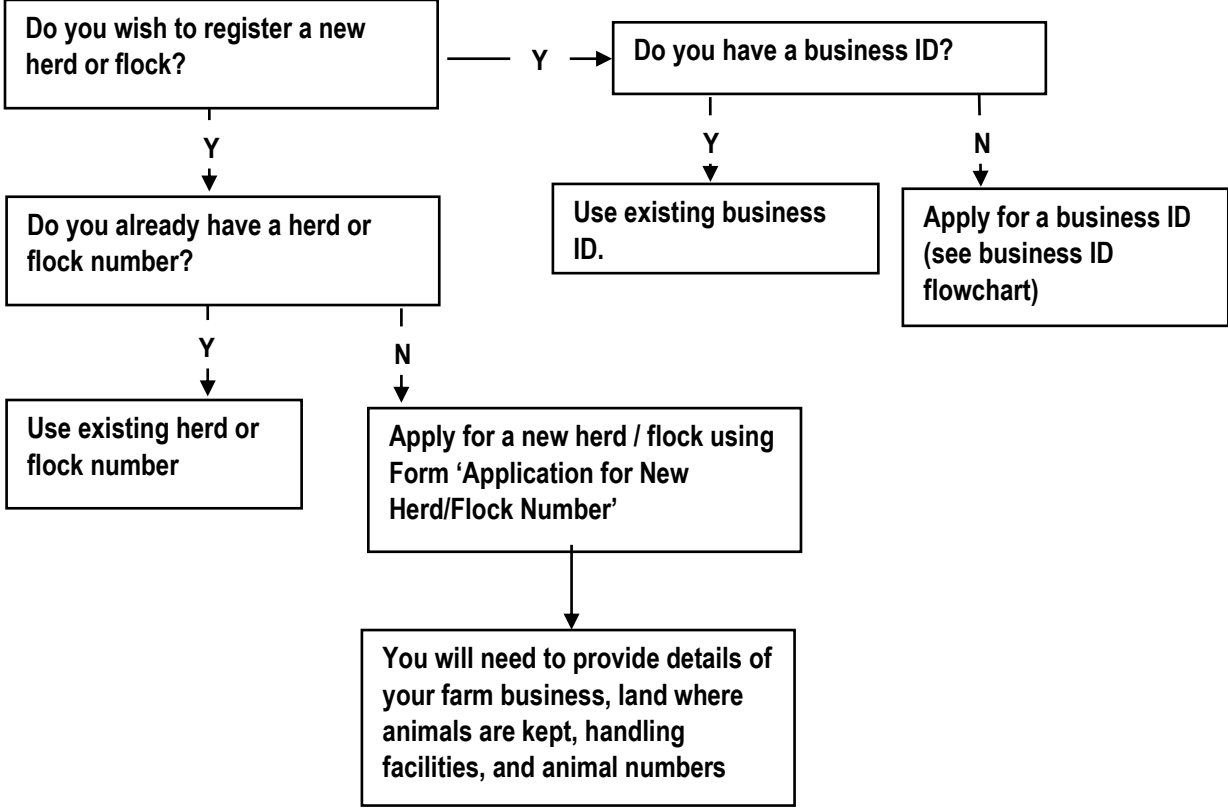 Do you wish to register a new
herd or flock?
Y
Do you have a business ID?
Y
Y
N
Do you already have a herd or
flock number?
Use existing business
ID.
Apply for a business ID
(see business ID
flowchart)
Y
N
Use existing herd or
flock number
Apply for a new herd / flock using
Form ‘Application for New
Herd/Flock Number’
You will need to provide details of
your farm business, land where
animals are kept, handling
facilities, and animal numbers